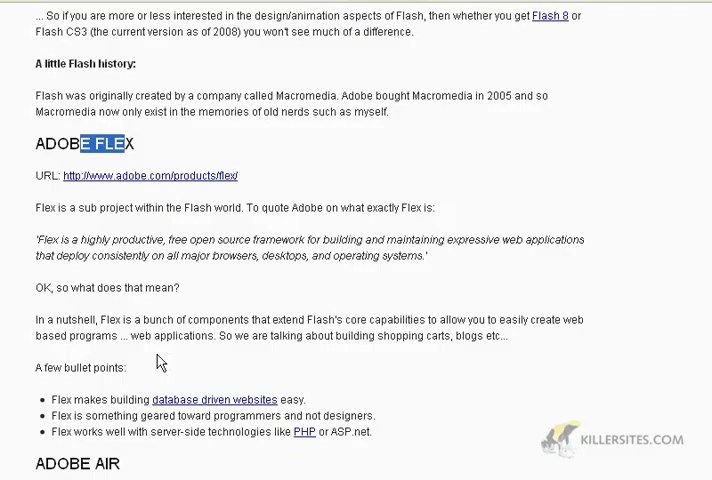 ... So if you are more or less interested in the design/animation aspects of Flash, then whether you get Flash 8 or
Flash CS3 (the current version as of 2008) you won't see much of a difference.
A little Flash history:
Flash was originally created by a company called Macromedia. Adobe bought Macromedia in 2005 and so
Macromedia now only exist in the memories of old nerds such as myself.
ADOBE FLEX
URL: http://www.adobe.com/products/flex/
Flex is a sub project within the Flash world. To quote Adobe on what exactly Flex is:
'Flex is a highly productive, free open source framework for building and maintaining expressive web applications
that deploy consistently on all major browsers, desktops, and operating systems.'
OK, so what does that mean?
In a nutshell, Flex is a bunch of components that extend Flash's core capabilities to allow you to easily create web
based programs ... web applications. So we are talking about building shopping carts, blogs etc...
A few bullet points:
• Flex makes building database driven websites easy.
• Flex is something geared toward programmers and not designers.
• Flex works well with server-side technologies like PHP or ASP.net.
KILLERSITES.COM
ADOBE AIR